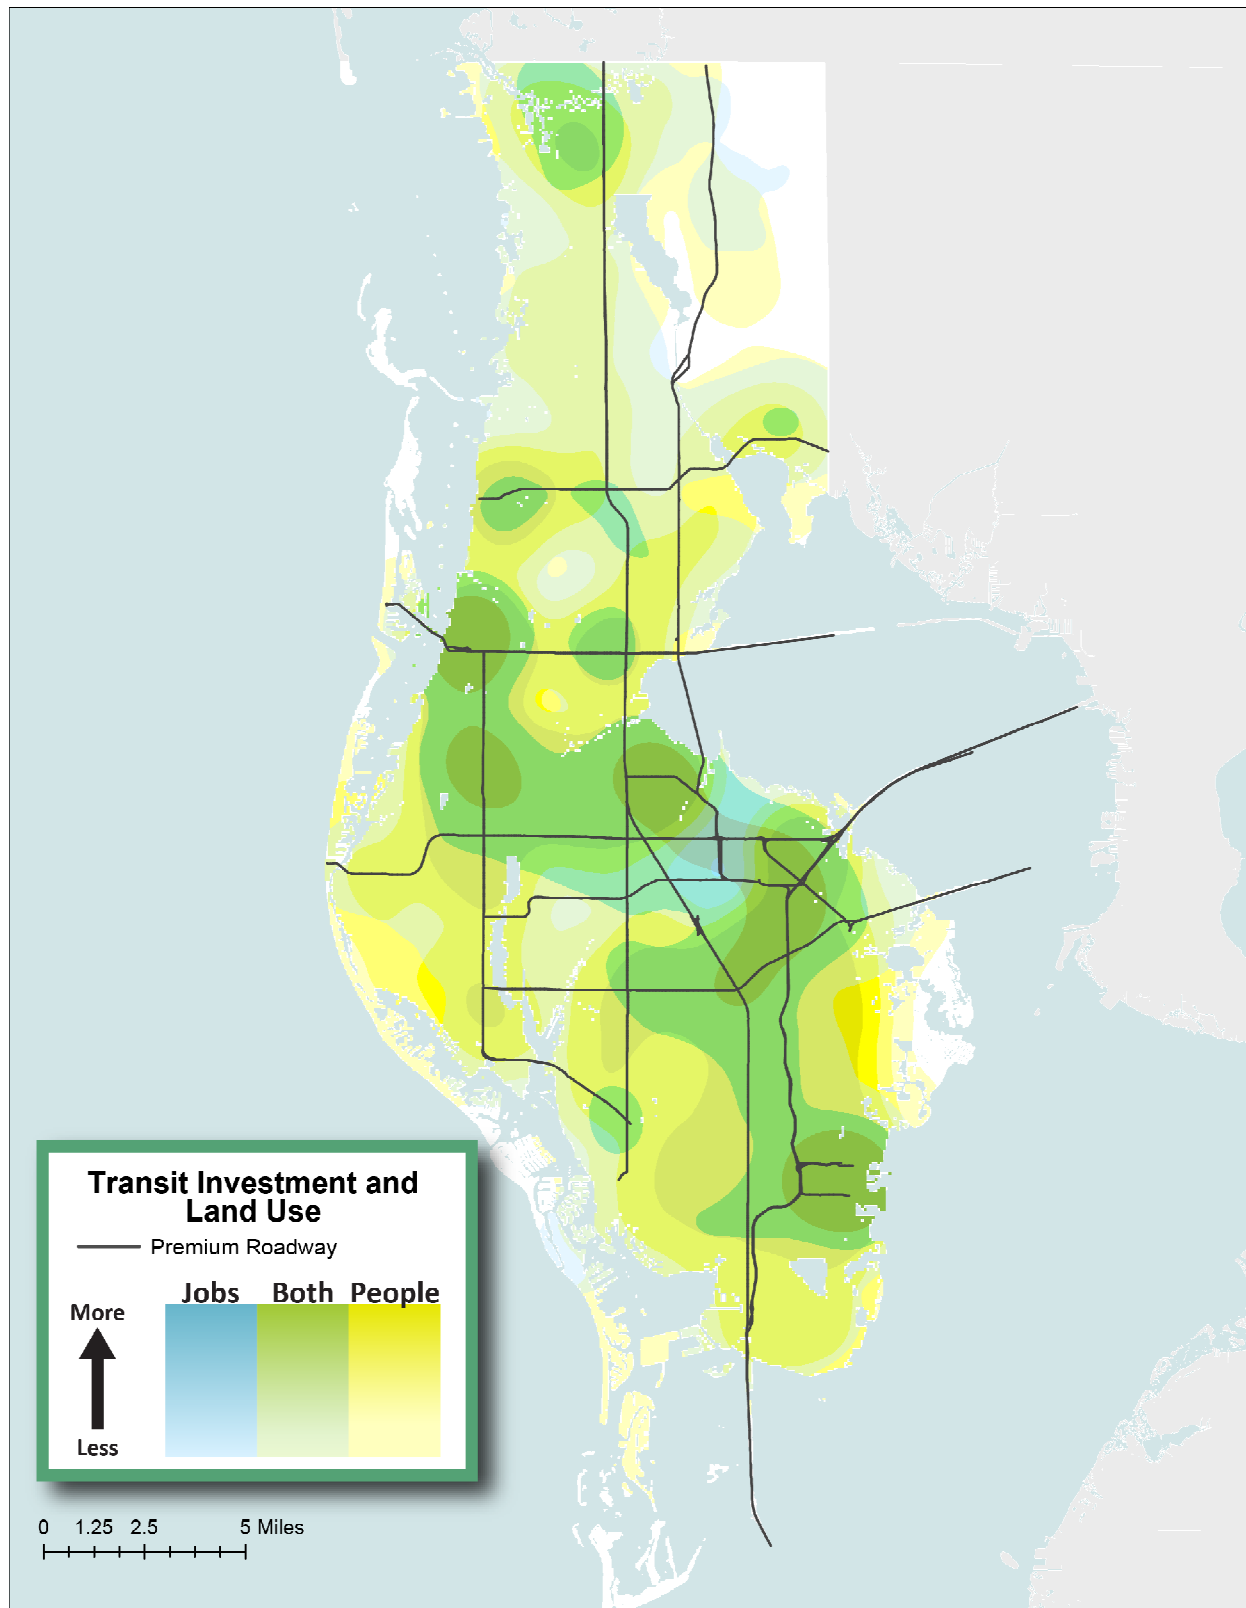 Transit Investment and
Land Use
Premium Roadway
Jobs Both People
More
Less
0 1.25 2.5 5 Miles